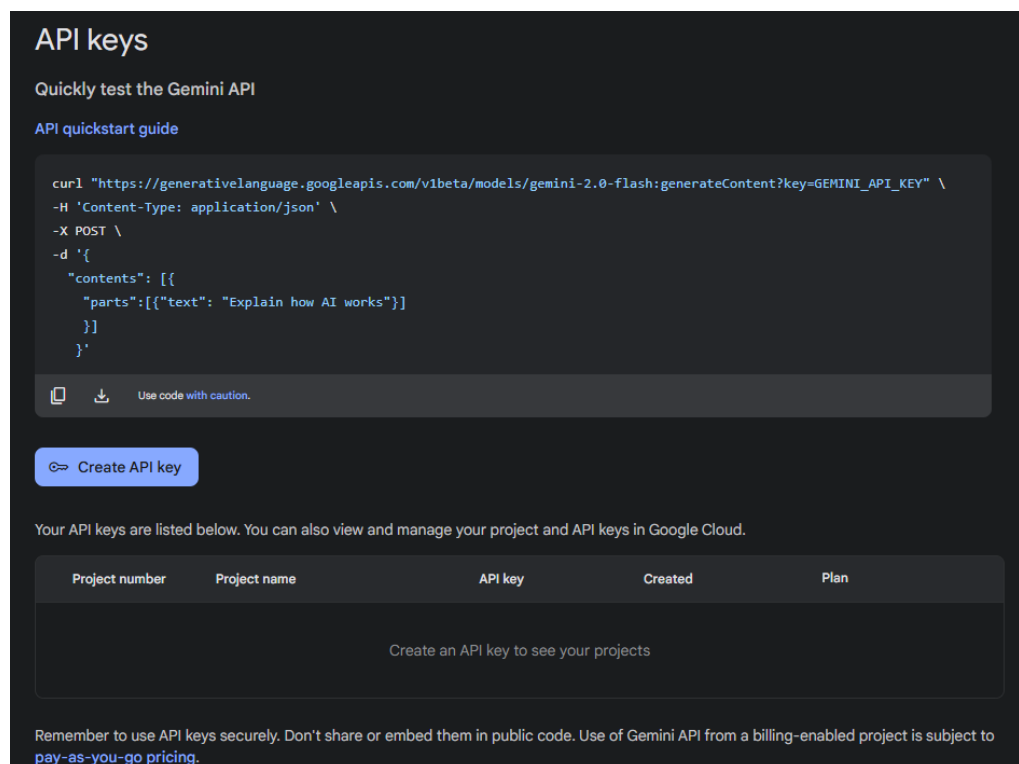 API keys
Quickly test the Gemini API
API quickstart guide
curl "https://generativelanguage.googleapis.com/v1beta/models/gemini-2.0-flash:generateContent?key=GEMINI_API_KEY" \
-H 'Content-Type: application/json' \
-X POST \
-d '{
"contents": [{
"parts":[{"text": "Explain how AI works"}]
}]
}'
Use code with caution.
Create API key
Your API keys are listed below. You can also view and manage your project and API keys in Google Cloud.
Project number Project name API key Created Plan
Create an API key to see your projects
Remember to use API keys securely. Don't share or embed them in public code. Use of Gemini API from a billing-enabled project is subject to
pay-as-you-go pricing.